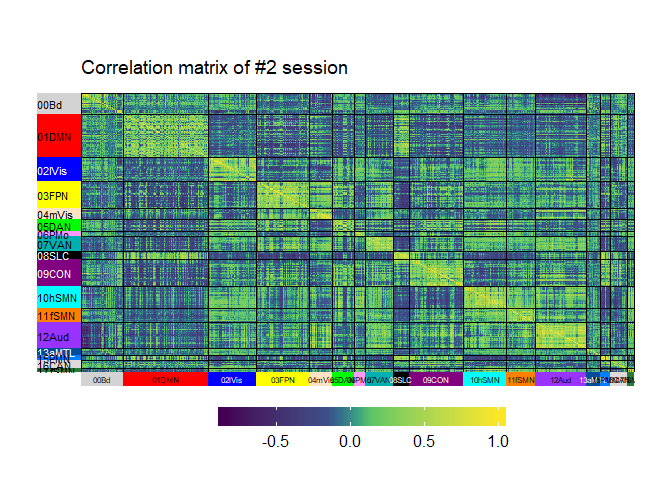 Correlation matrix of #2 session
00Bd
01DMN
02lVis
03FPN
04mVis
05DAN
06PMo
07VAN
08SLC
09CON
10hSMN
11fSMN
12Aud
13aMTL
00Bd 01DMN 02lVis 03FPN 04mVis 05DAN 07VAN 08SLC 09CON 10hSMN 11fSMN 12Aud
-0.5 0.0 0.5 1.0